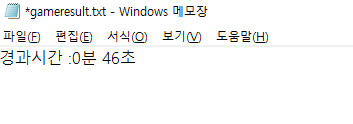 *gameresult.txt - Windows 메모장
파일(F) 편집(E) 서식(O) 보기(V) 도움말(H)
경과시간 :0분 46초